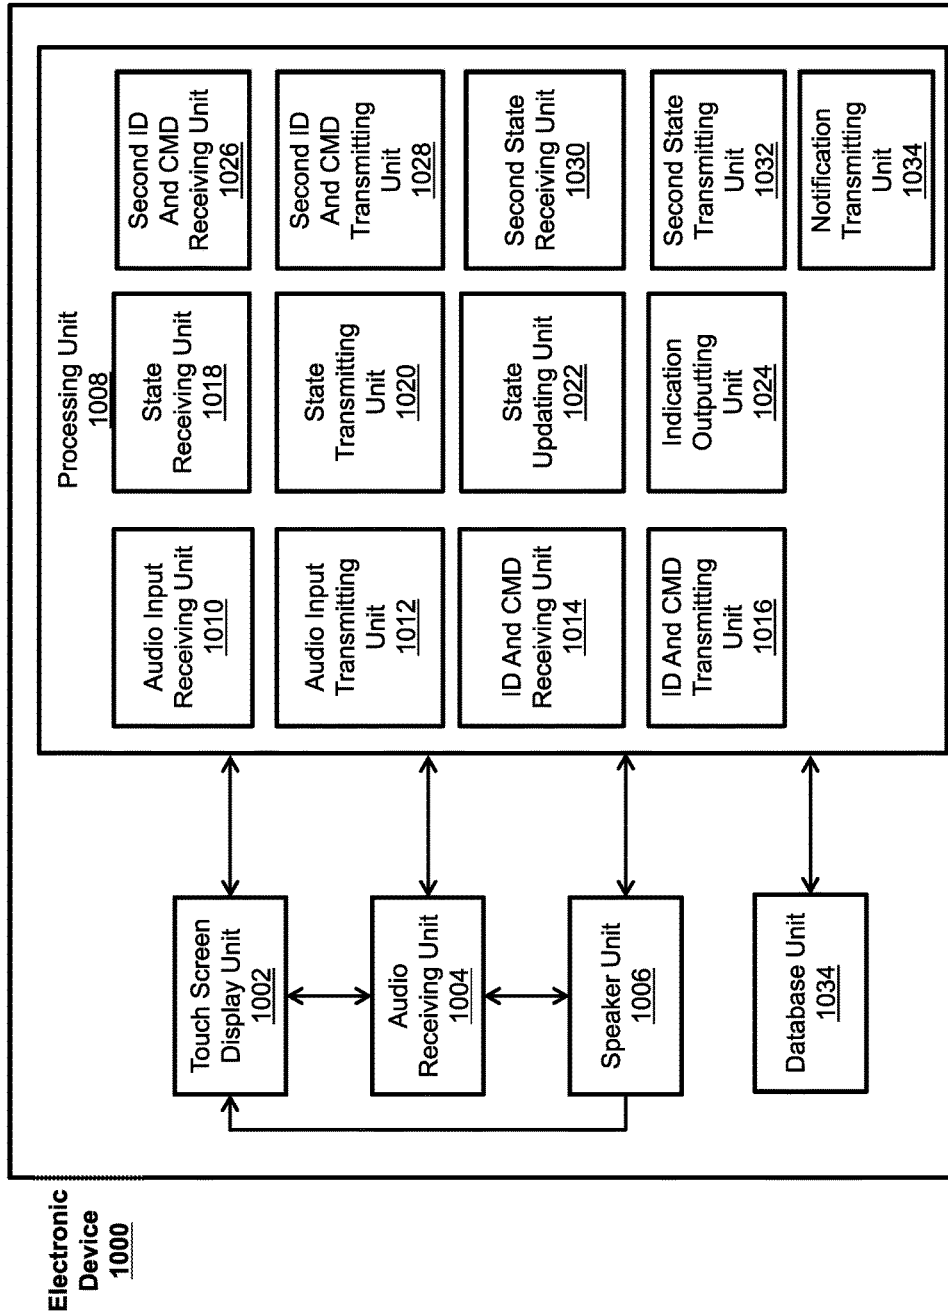 Electronic
Device
1000
Touch Screen
Display Unit
1002
Audio
Receiving Unit
1004
Speaker Unit
1006
Database Unit
1034
Processing Unit
1008
Audio Input
Receiving Unit
1010
Audio Input
Transmitting
Unit
1012
ID And CMD
Receiving Unit
1014
ID And CMD
Transmitting
Unit
1016
State
Receiving Unit
1018
State
Transmitting
Unit
1020
State
Updating Unit
1022
Indication
Outputting
Unit
1024
Second ID
And CMD
Receiving Unit
1026
Second ID
And CMD
Transmitting
Unit
1028
Second State
Receiving Unit
1030
Second State
Transmitting
Unit
1032
Notification
Transmitting
Unit
1034